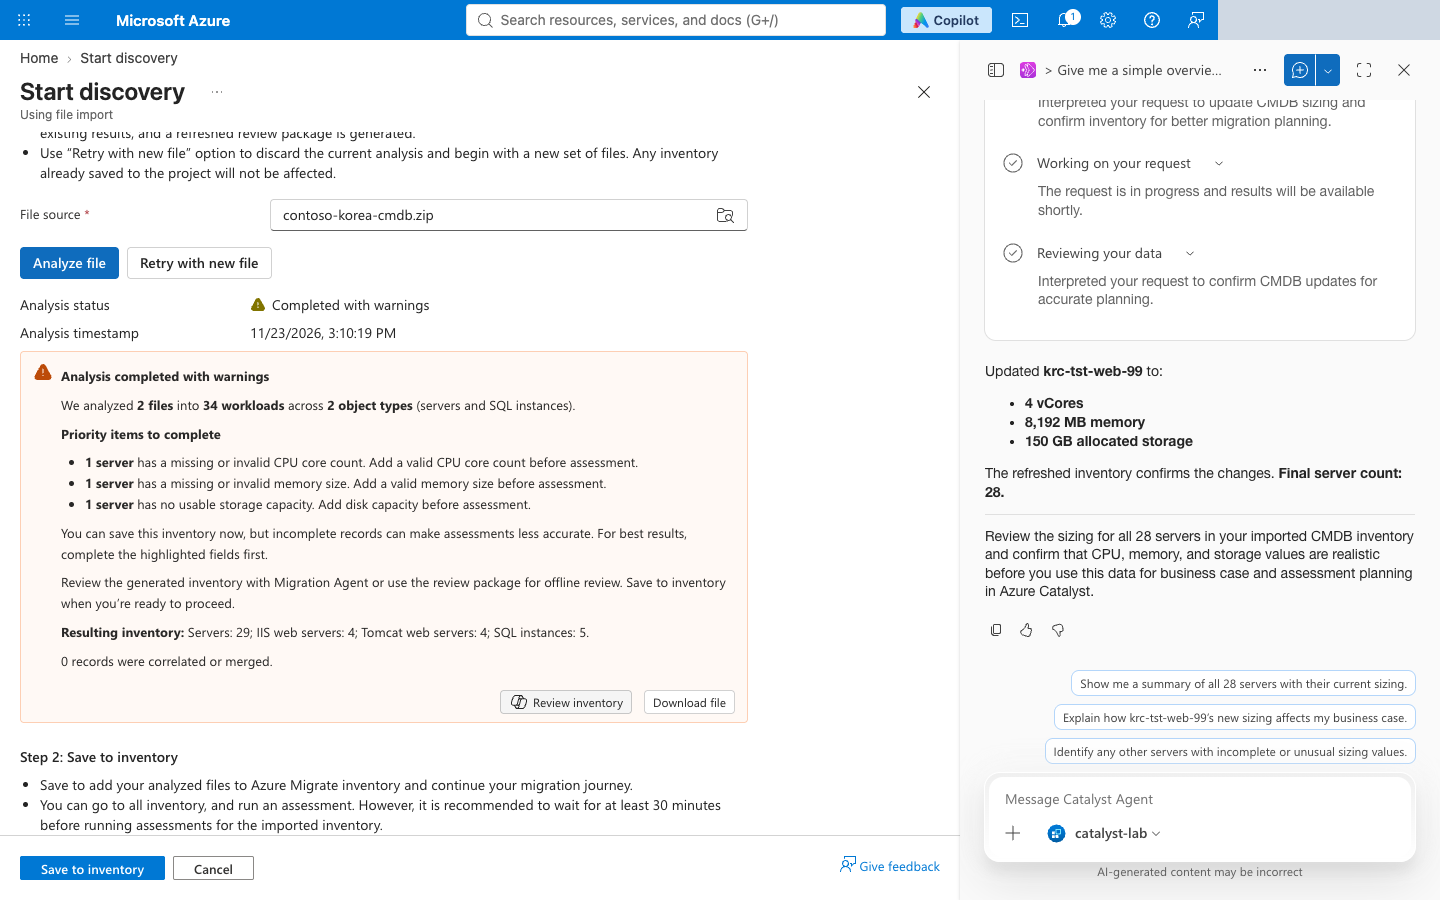 Microsoft Azure
Search resources, services, and docs (G+/)
Copilot
1
Home > Start discovery
Start discovery ...
Using file import
existing results, and a refreshed review package is generated.
• Use “Retry with new file” option to discard the current analysis and begin with a new set of files. Any inventory
already saved to the project will not be affected.
File source *
contoso-korea-cmdb.zip
Analyze file
Retry with new file
Analysis status
Completed with warnings
Analysis timestamp
11/23/2026, 3:10:19 PM
Analysis completed with warnings
We analyzed 2 files into 34 workloads across 2 object types (servers and SQL instances).
Priority items to complete
• 1 server has a missing or invalid CPU core count. Add a valid CPU core count before assessment.
• 1 server has a missing or invalid memory size. Add a valid memory size before assessment.
• 1 server has no usable storage capacity. Add disk capacity before assessment.
You can save this inventory now, but incomplete records can make assessments less accurate. For best results,
complete the highlighted fields first.
Review the generated inventory with Migration Agent or use the review package for offline review. Save to inventory
when you’re ready to proceed.
Resulting inventory: Servers: 29; IIS web servers: 4; Tomcat web servers: 4; SQL instances: 5.
0 records were correlated or merged.
Review inventory
Download file
Step 2: Save to inventory
• Save to add your analyzed files to Azure Migrate inventory and continue your migration journey.
• You can go to all inventory, and run an assessment. However, it is recommended to wait for at least 30 minutes
before running assessments for the imported inventory.
Save to inventory
Cancel
Give feedback
> Give me a simple overvie...
Interpreted your request to update CMDB sizing and
confirm inventory for better migration planning.
Working on your request
The request is in progress and results will be available
shortly.
Reviewing your data
Interpreted your request to confirm CMDB updates for
accurate planning.
Updated krc-tst-web-99 to:
• 4 vCores
• 8,192 MB memory
• 150 GB allocated storage
The refreshed inventory confirms the changes. Final server count:
28.
Review the sizing for all 28 servers in your imported CMDB inventory
and confirm that CPU, memory, and storage values are realistic
before you use this data for business case and assessment planning
in Azure Catalyst.
Show me a summary of all 28 servers with their current sizing.
Explain how krc-tst-web-99's new sizing affects my business case.
Identify any other servers with incomplete or unusual sizing values.
Message Catalyst Agent
catalyst-lab
AI-generated content may be incorrect